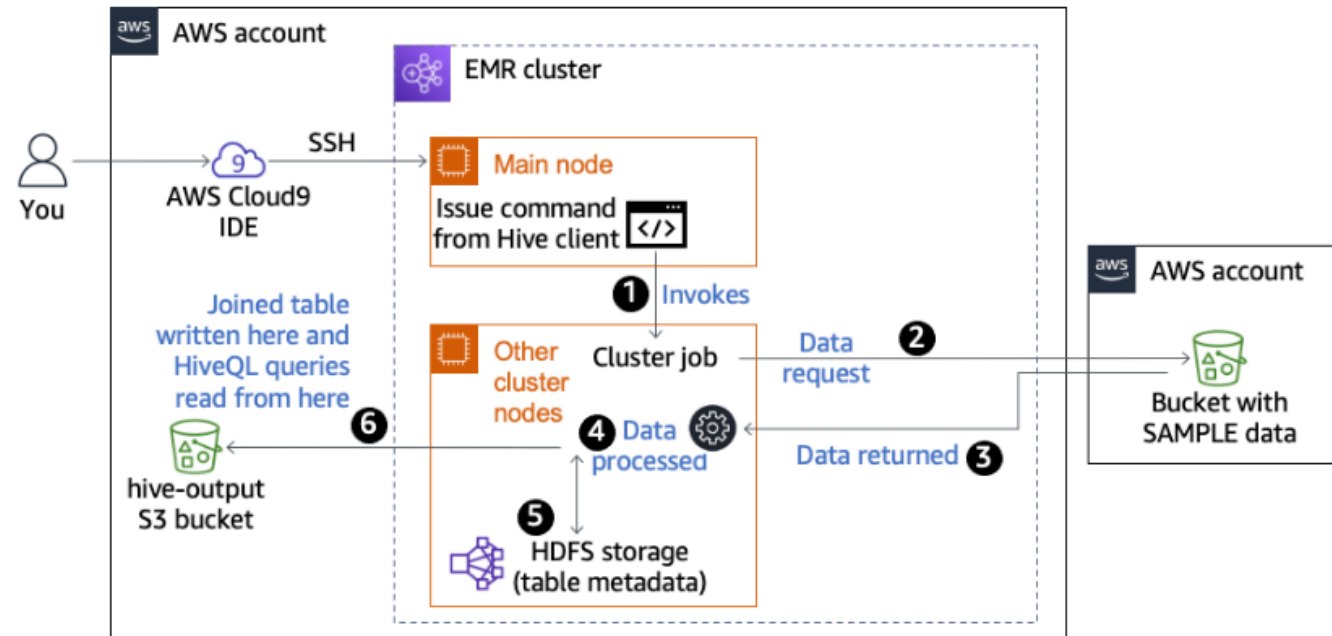 aws
AWS account
EMR cluster
You
9
AWS Cloud9
IDE
SSH
Main node
Issue command
from Hive client
</>
1 Invokes
Other
cluster
nodes
Cluster job
Data
request
2
aws
AWS account
Bucket with
SAMPLE data
Data returned 3
4 Data
processed
5
HDFS storage
(table metadata)
6
Joined table
written here and
HiveQL queries
read from here
hive-output
S3 bucket